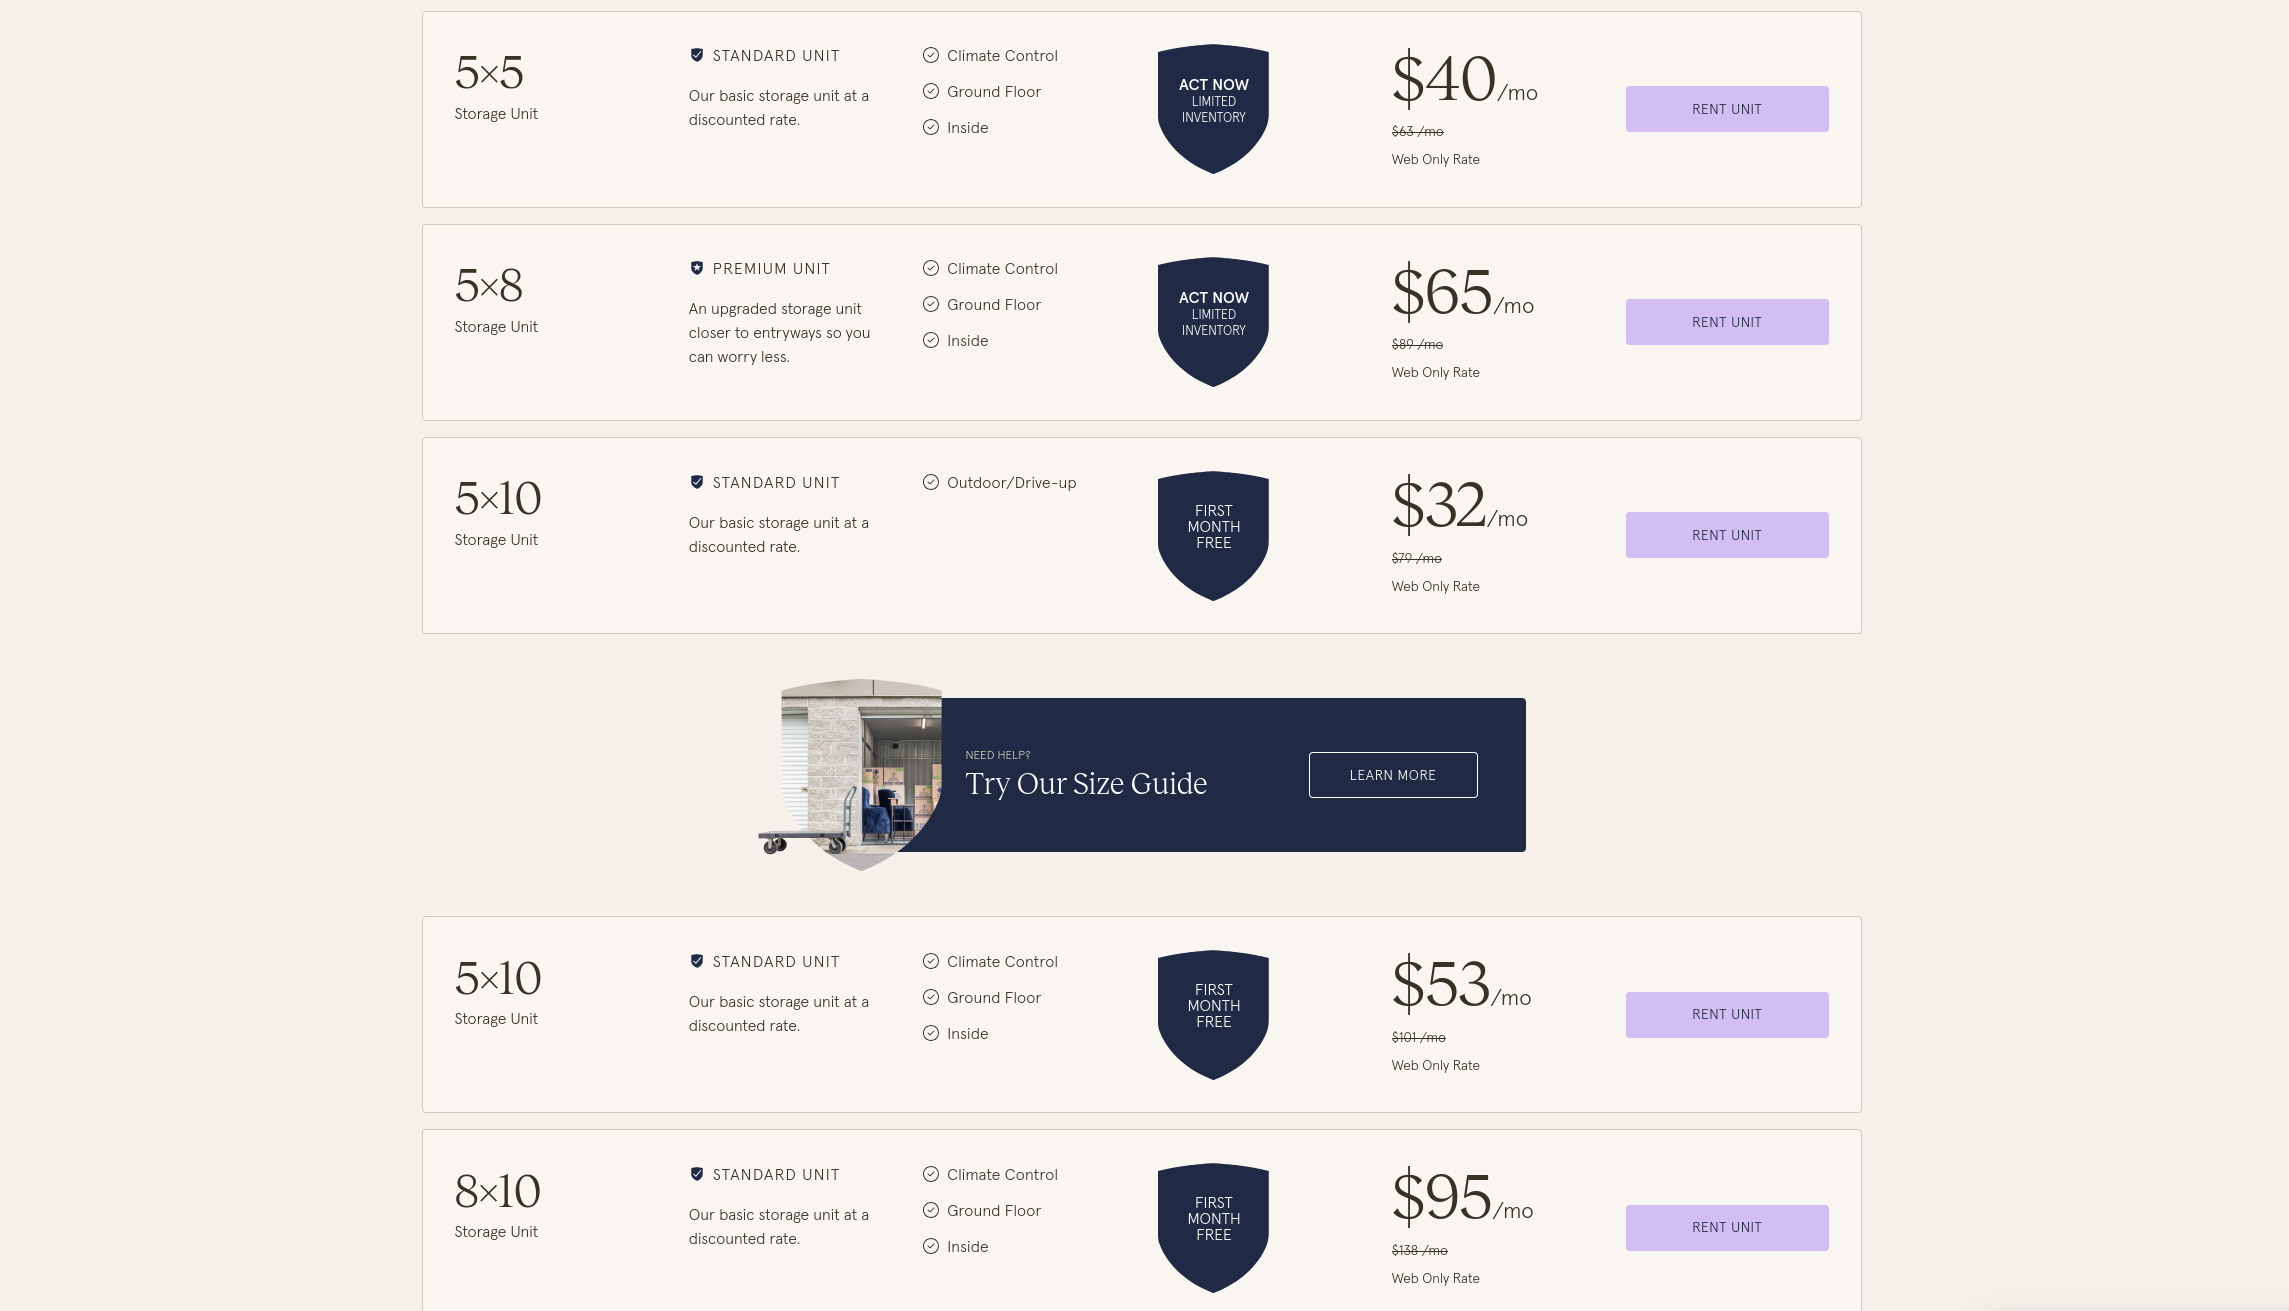 5×5
Storage Unit
STANDARD UNIT
Our basic storage unit at a
discounted rate.
Climate Control
Ground Floor
Inside
ACT NOW
LIMITED
INVENTORY
$40/mo
$63 /mo
Web Only Rate
RENT UNIT
5×8
Storage Unit
PREMIUM UNIT
An upgraded storage unit
closer to entryways so you
can worry less.
Climate Control
Ground Floor
Inside
ACT NOW
LIMITED
INVENTORY
$65/mo
$89 /mo
Web Only Rate
RENT UNIT
5×10
Storage Unit
STANDARD UNIT
Our basic storage unit at a
discounted rate.
Outdoor/Drive-up
FIRST
MONTH
FREE
$32/mo
$79 /mo
Web Only Rate
RENT UNIT
NEED HELP?
Try Our Size Guide
LEARN MORE
5×10
Storage Unit
STANDARD UNIT
Our basic storage unit at a
discounted rate.
Climate Control
Ground Floor
Inside
FIRST
MONTH
FREE
$53/mo
$101 /mo
Web Only Rate
RENT UNIT
8×10
Storage Unit
STANDARD UNIT
Our basic storage unit at a
discounted rate.
Climate Control
Ground Floor
Inside
FIRST
MONTH
FREE
$95/mo
$138 /mo
Web Only Rate
RENT UNIT